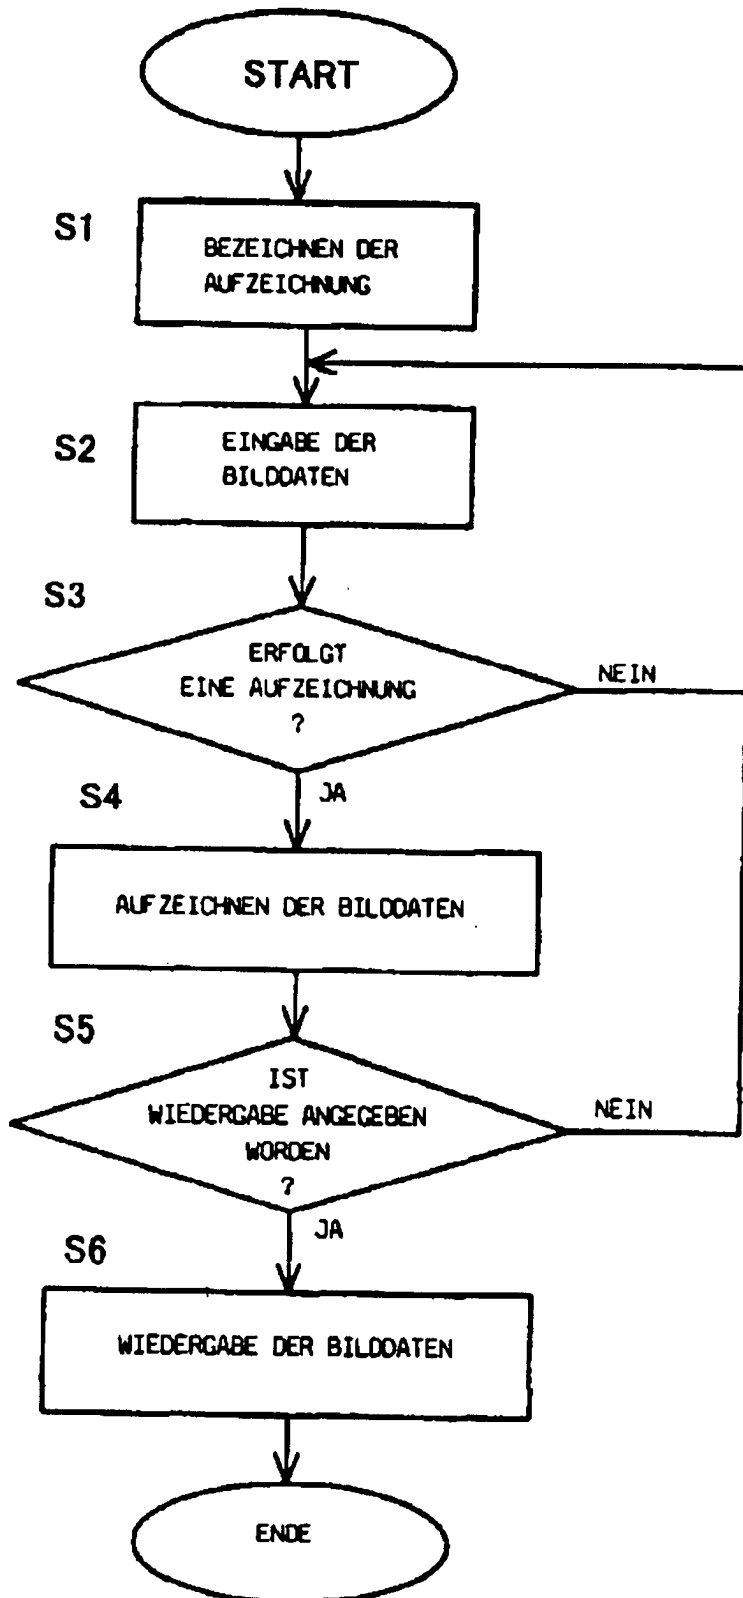 START
S1
BEZEICHNEN DER
AUFZEICHNUNG
S2
EINGABE DER
BILDDATEN
S3
ERFOLGT
EINE AUFZEICHNUNG
?
NEIN
JA
S4
AUFZEICHNEN DER BILDDATEN
S5
IST
WIEDERGABE ANGEGEBEN
WORDEN
?
NEIN
JA
S6
WIEDERGABE DER BILDDATEN
ENDE